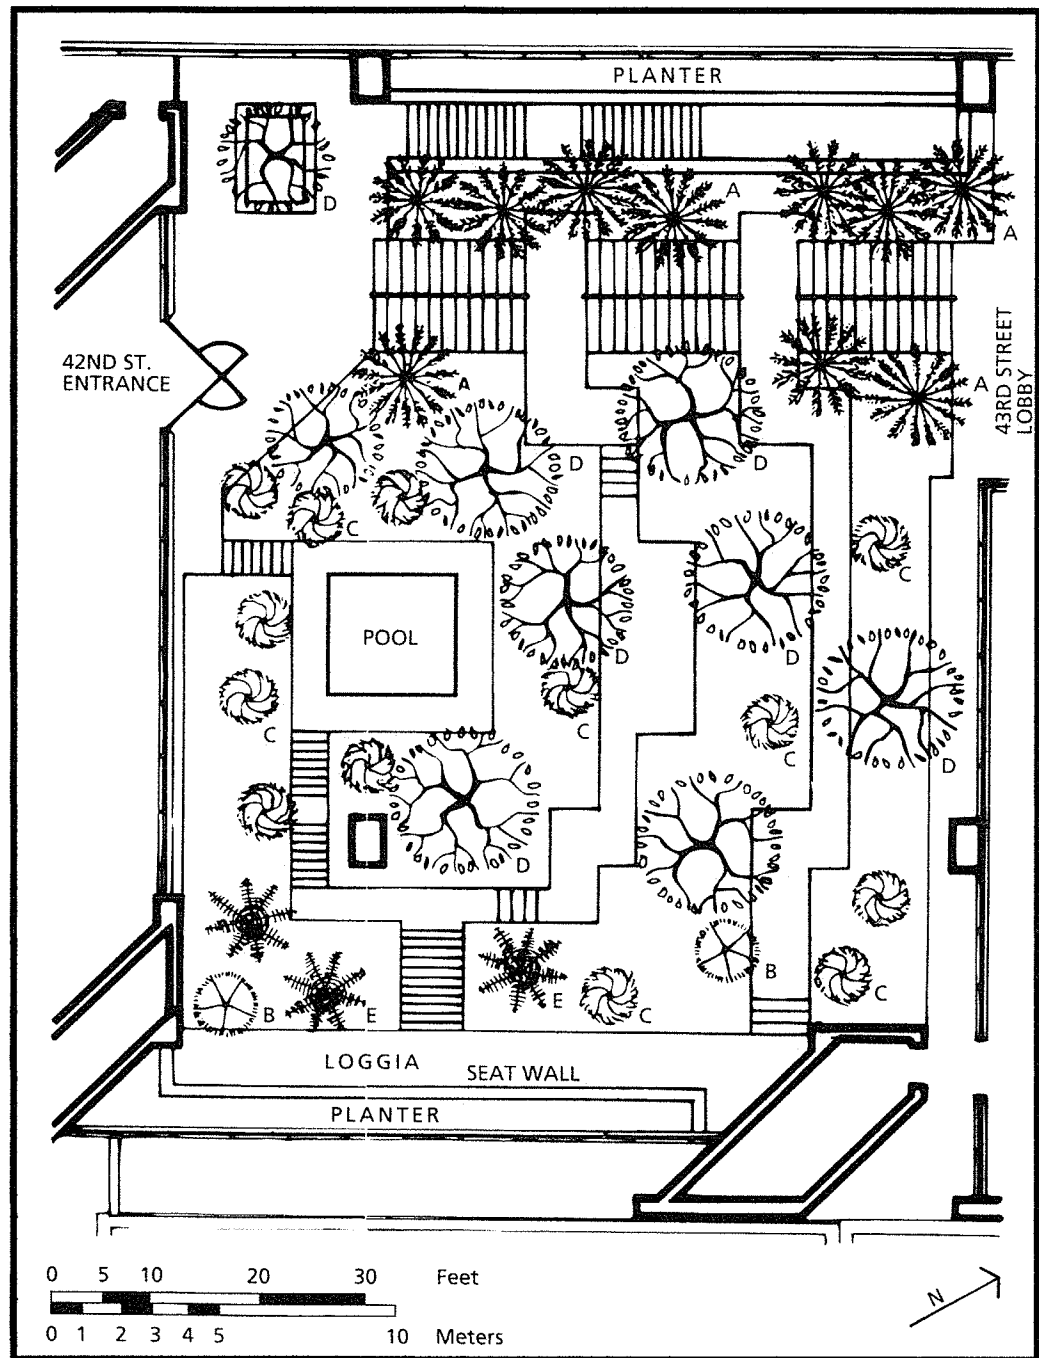 PLANTER
D
A
A
42ND ST.
ENTRANCE
A
A
43RD STREET
LOBBY
D
D
C
C
POOL
D
D
C
C
C
D
D
B
C
B
E
E
C
LOGGIA
SEAT WALL
PLANTER
0 5 10 20 30 Feet
0 1 2 3 4 5 10 Meters
N